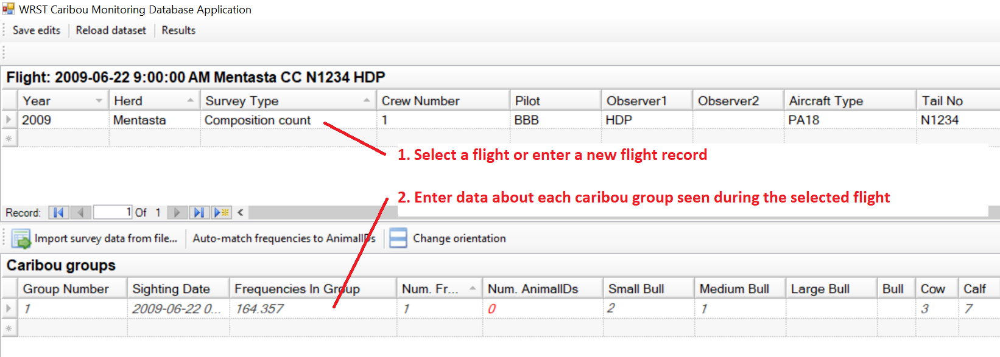 WRST Caribou Monitoring Database Application
Save edits Reload dataset Results
Flight: 2009-06-22 9:00:00 AM Mentasta CC N1234 HDP
Year Herd Survey Type Crew Number Pilot Observer1 Observer2 Aircraft Type Tail No
2009 Mentasta Composition count 1 BBB HDP PA18 N1234
1. Select a flight or enter a new flight record
2. Enter data about each caribou group seen during the selected flight
Record: 1 Of 1
Import survey data from file... Auto-match frequencies to AnimalIDs Change orientation
Caribou groups
Group Number Sighting Date Frequencies In Group Num. Fr... Num. AnimalIDs Small Bull Medium Bull Large Bull Bull Cow Calf
1 2009-06-22 0... 164.357 1 0 2 1 3 7